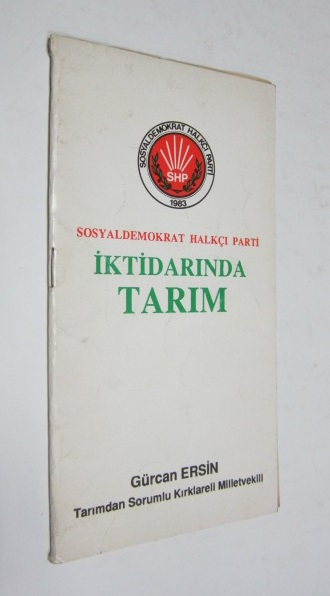 SOSYALDEMOKRAT HALKÇI PARTİ
SHP
1983
SOSYALDEMOKRAT HALKÇI PARTİ
İKTİDARINDA
TARIM
Gürcan ERSİN
Tarımdan Sorumlu Kırklareli Milletvekili